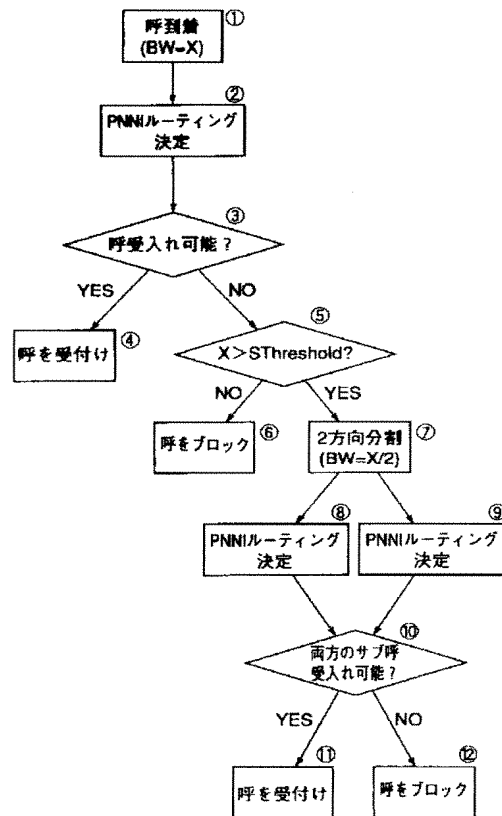 ①
呼到着
(BW=X)
②
PNNIルーティング
決定
③
呼受入れ可能？
YES
NO
④
呼を受付け
⑤
X＞SThreshold?
NO
YES
⑥
呼をブロック
⑦
2方向分割
(BW=X/2)
⑧
PNNIルーティング
決定
⑨
PNNIルーティング
決定
⑩
両方のサブ呼
受入れ可能？
YES
NO
⑪
呼を受付け
⑫
呼をブロック